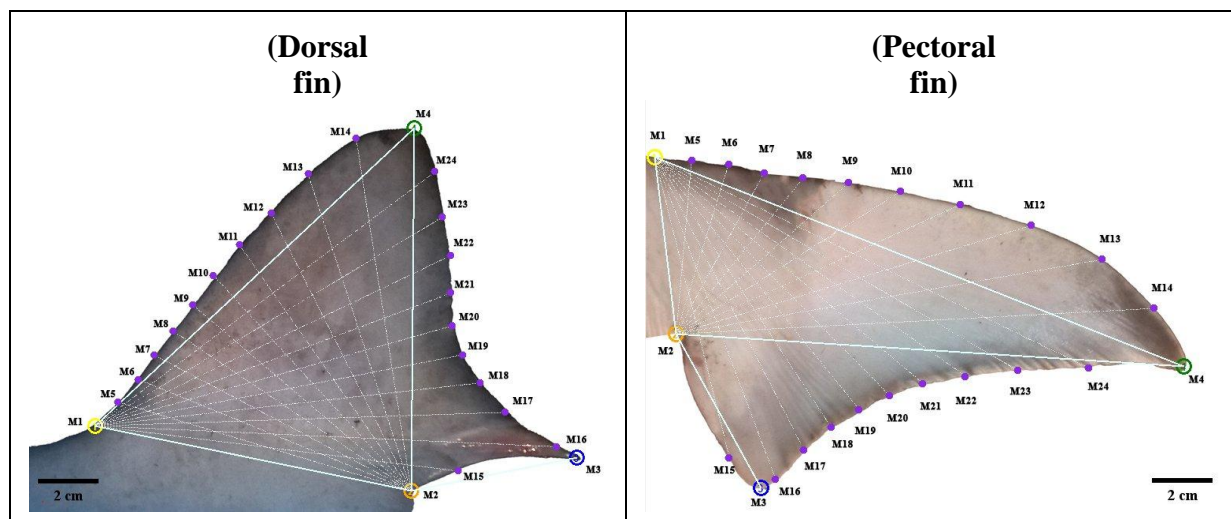 (Dorsal
fin)
M4
M14
M24
M13
M23
M12
M11
M22
M10
M21
M9
M20
M8
M19
M7
M18
M6
M17
M5
M1
M16
M3
M15
M2
2 cm
(Pectoral
fin)
M1
M5
M6
M7
M8
M9
M10
M11
M12
M13
M14
M2
M4
M24
M23
M22
M21
M20
M19
M18
M17
M15
M16
M3
2 cm